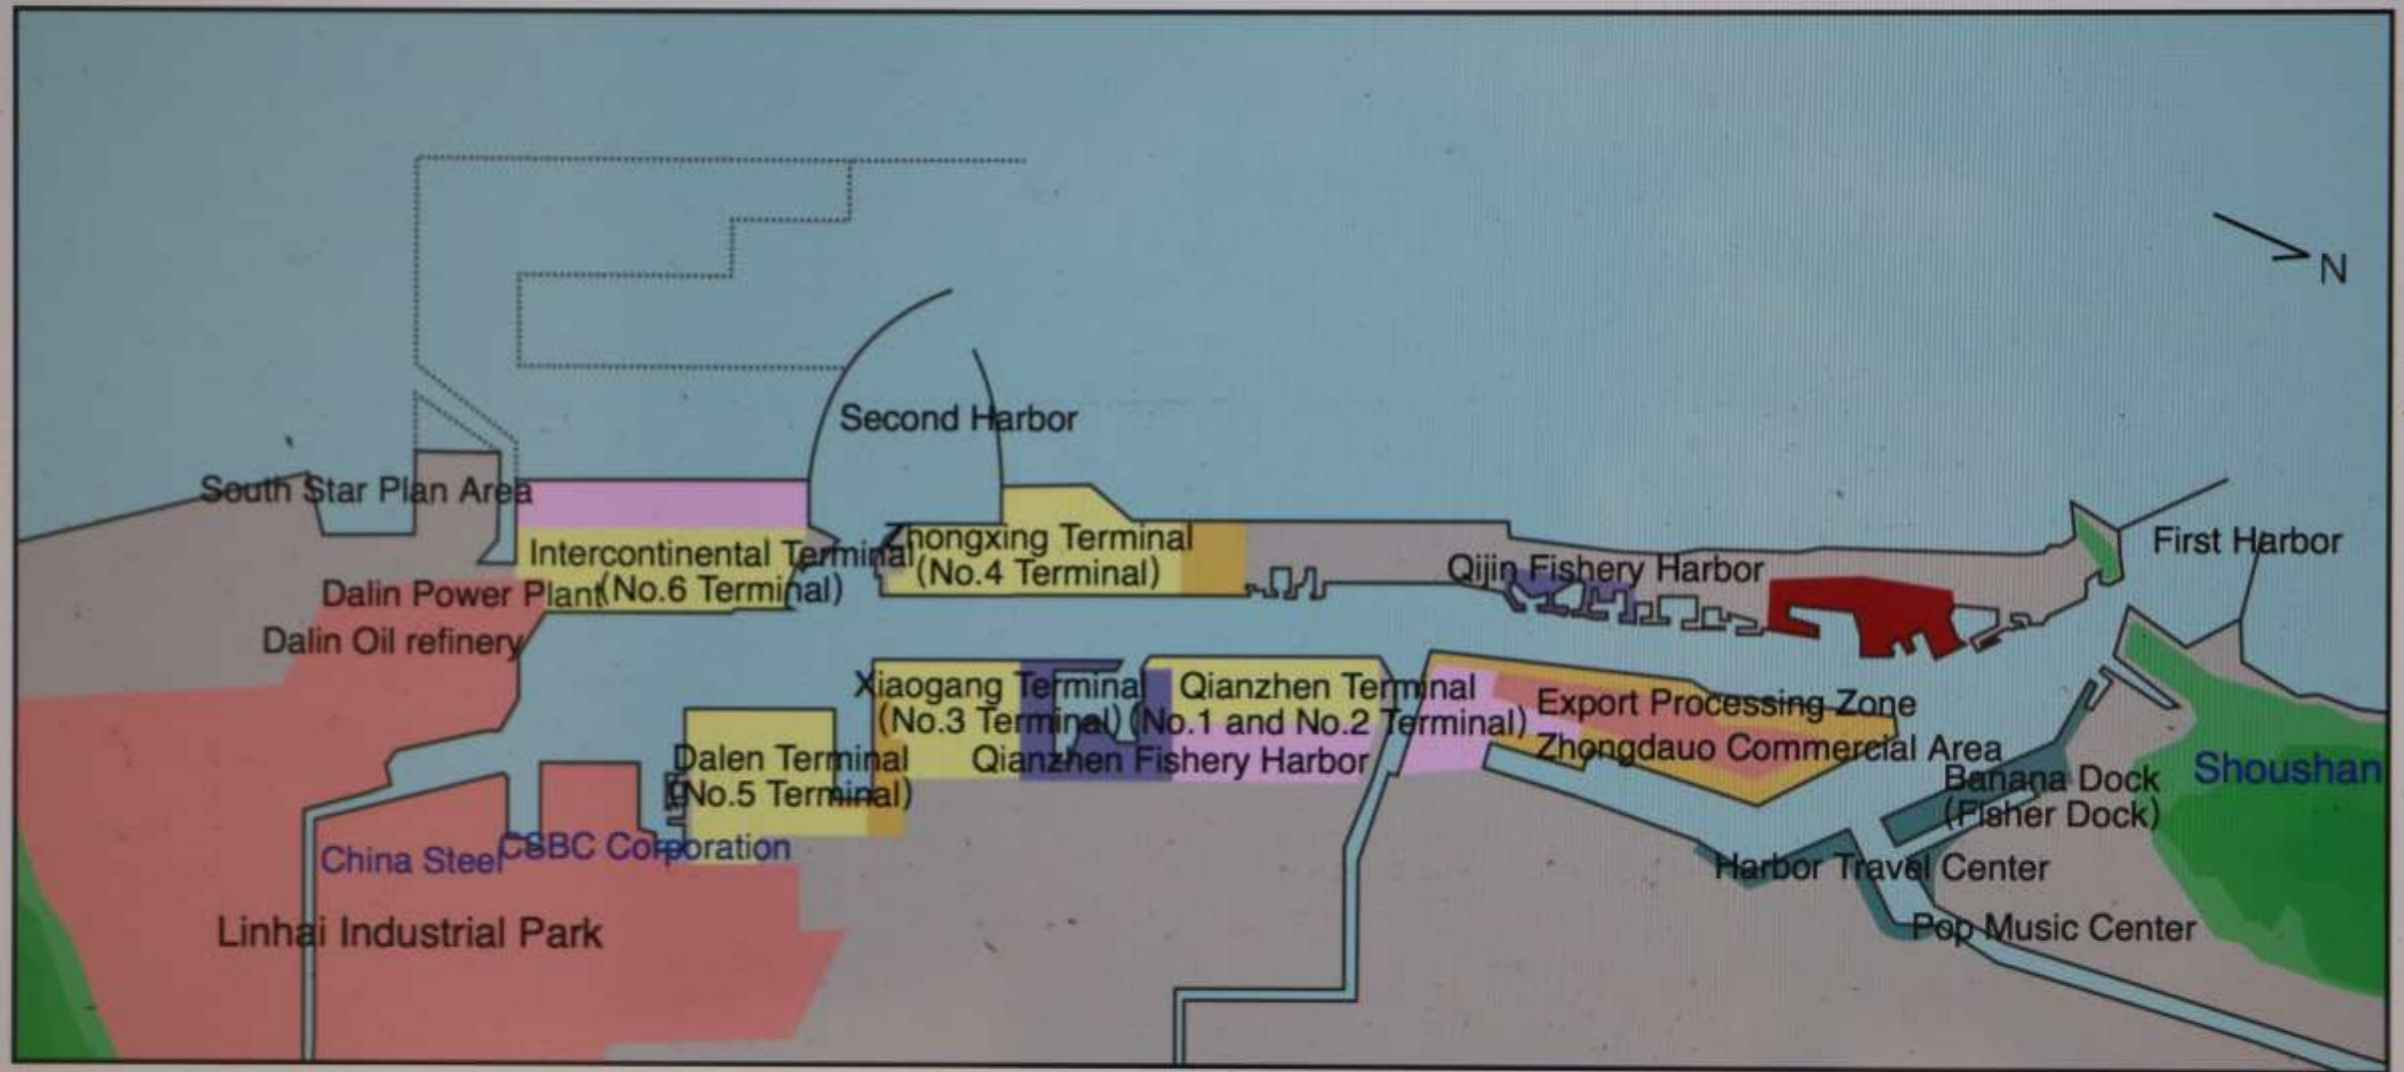 N
Second Harbor
South Star Plan Area
Intercontinental Terminal
(No.6 Terminal)
Zhongxing Terminal
(No.4 Terminal)
Qijin Fishery Harbor
First Harbor
Dalin Power Plant
Dalin Oil refinery
Xiaogang Terminal
(No.3 Terminal)
Qianzhen Terminal
(No.1 and No.2 Terminal)
Qianzhen Fishery Harbor
Export Processing Zone
Zhongdauo Commercial Area
Dalen Terminal
(No.5 Terminal)
Banana Dock
(Fisher Dock)
Shoushan
China Steel
CSBC Corporation
Harbor Travel Center
Linhai Industrial Park
Pop Music Center